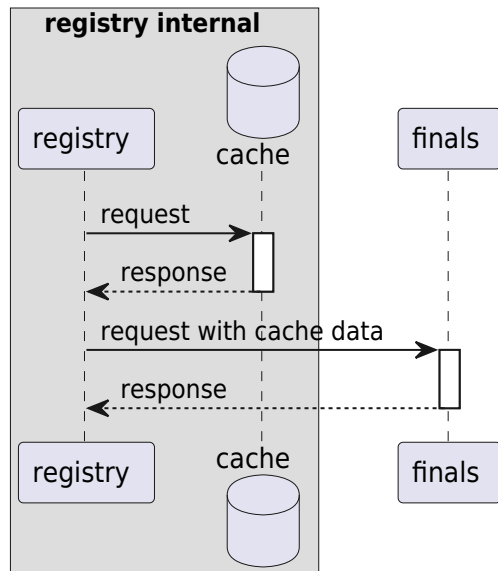 registry internal
registry
cache
finals
request
response
request with cache data
response
registry
cache
finals